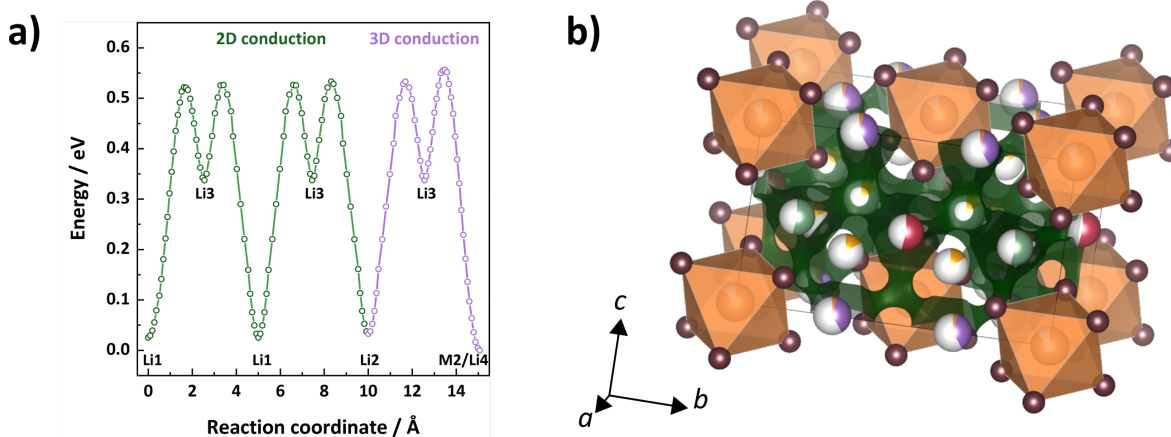 a)
b)
2D conduction
3D conduction
0.6
0.5
0.4
0.3
0.2
0.1
0.0
Energy / eV
Li3
Li3
Li3
Li1
Li1
Li2
M2/Li4
0
2
4
6
8
10
12
14
Reaction coordinate / Å
c
a
b